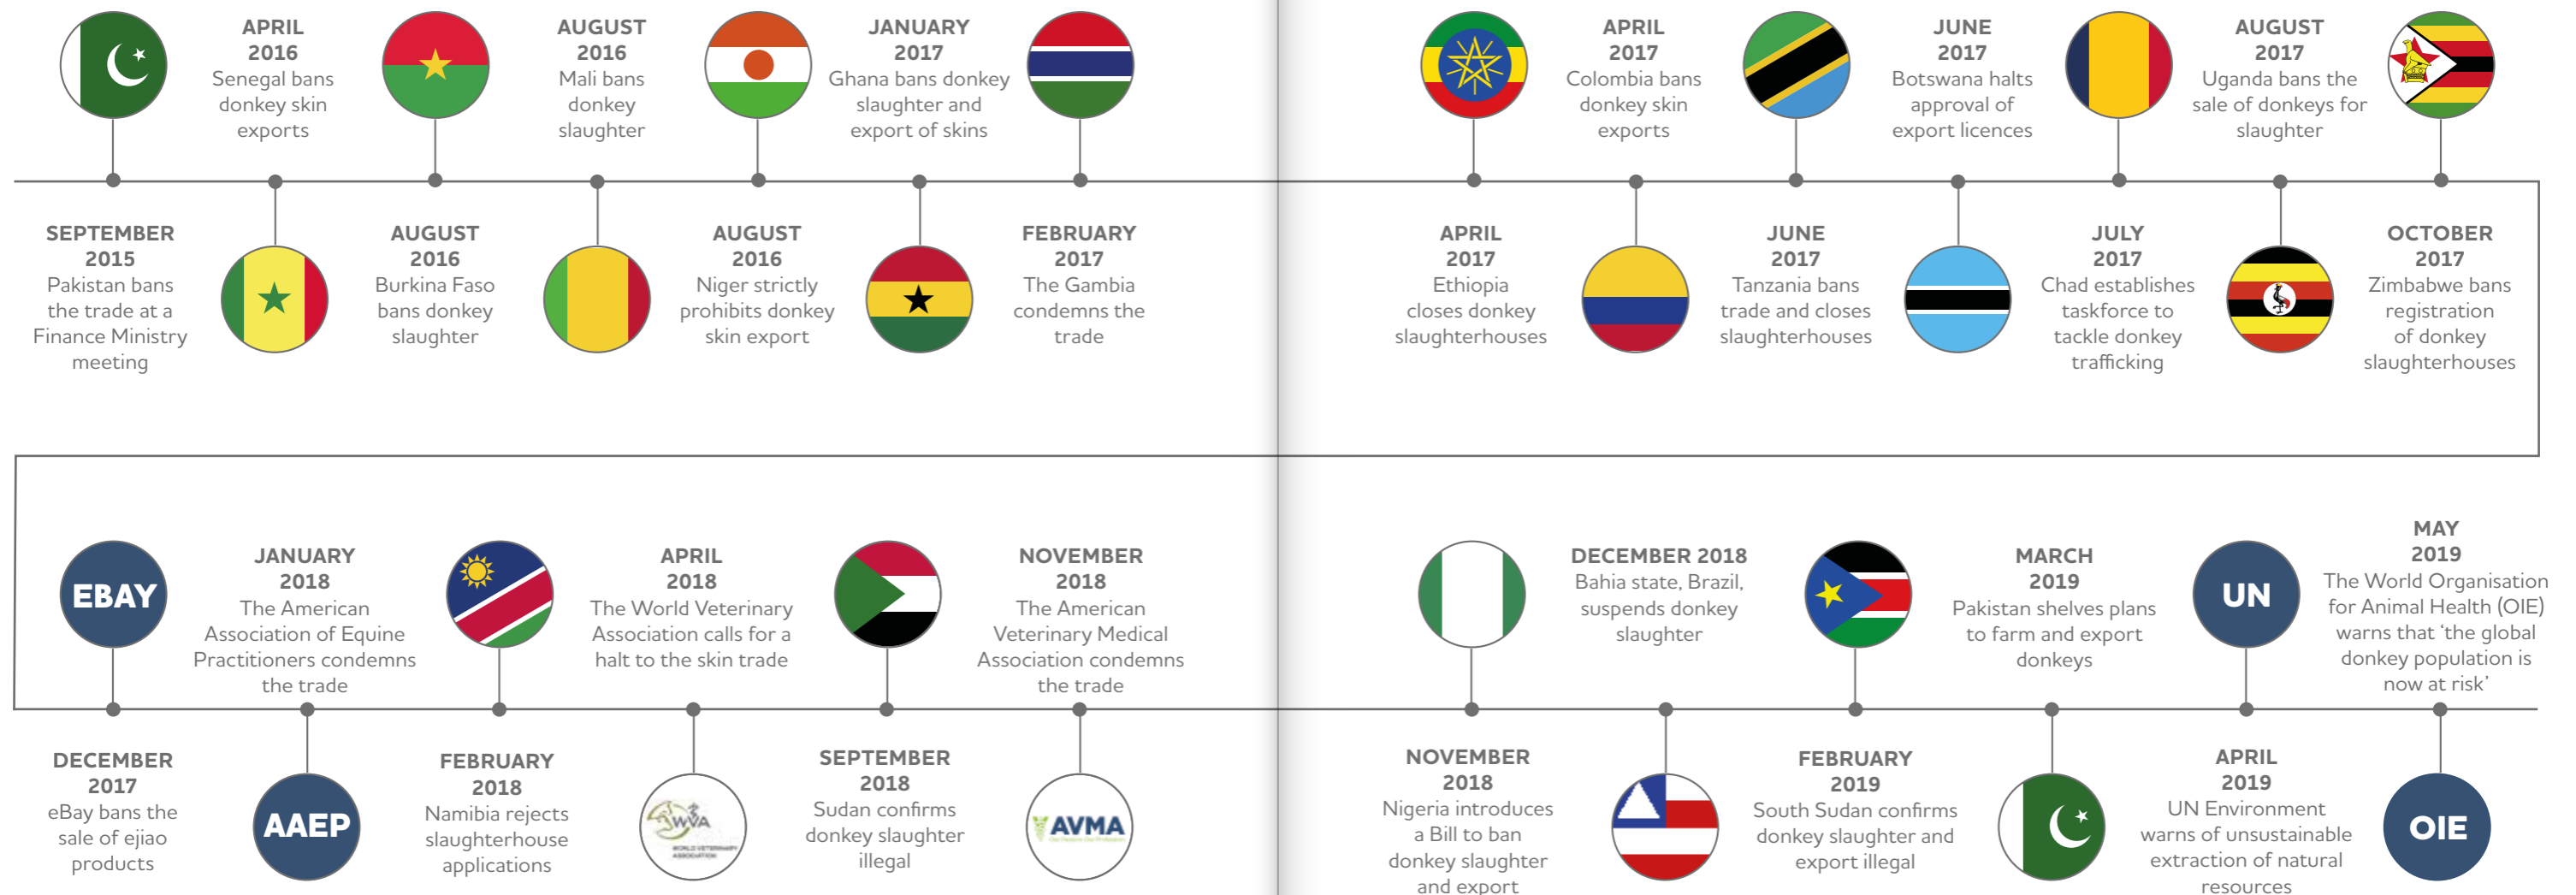 SEPTEMBER
2015
Pakistan bans
the trade at a
Finance Ministry
meeting
APRIL
2016
Senegal bans
donkey skin
exports
AUGUST
2016
Burkina Faso
bans donkey
slaughter
AUGUST
2016
Mali bans
donkey
slaughter
AUGUST
2016
Niger strictly
prohibits donkey
skin export
JANUARY
2017
Ghana bans donkey
slaughter and
export of skins
FEBRUARY
2017
The Gambia
condemns the
trade
APRIL
2017
Ethiopia
closes donkey
slaughterhouses
APRIL
2017
Colombia bans
donkey skin
exports
JUNE
2017
Tanzania bans
trade and closes
slaughterhouses
JUNE
2017
Botswana halts
approval of
export licences
JULY
2017
Chad establishes
taskforce to
tackle donkey
trafficking
AUGUST
2017
Uganda bans the
sale of donkeys for
slaughter
OCTOBER
2017
Zimbabwe bans
registration
of donkey
slaughterhouses
EBAY
DECEMBER
2017
eBay bans the
sale of ejiao
products
JANUARY
2018
The American
Association of Equine
Practitioners condemns
the trade
AAEP
FEBRUARY
2018
Namibia rejects
slaughterhouse
applications
APRIL
2018
The World Veterinary
Association calls for a
halt to the skin trade
WVA
WORLD VETERINARY
ASSOCIATION
SEPTEMBER
2018
Sudan confirms
donkey slaughter
illegal
NOVEMBER
2018
The American
Veterinary Medical
Association condemns
the trade
AVMA
NOVEMBER
2018
Nigeria introduces
a Bill to ban
donkey slaughter
and export
DECEMBER 2018
Bahia state, Brazil,
suspends donkey
slaughter
FEBRUARY
2019
South Sudan confirms
donkey slaughter and
export illegal
MARCH
2019
Pakistan shelves plans
to farm and export
donkeys
UN
APRIL
2019
UN Environment
warns of unsustainable
extraction of natural
resources
MAY
2019
The World Organisation
for Animal Health (OIE)
warns that ‘the global
donkey population is
now at risk’
OIE